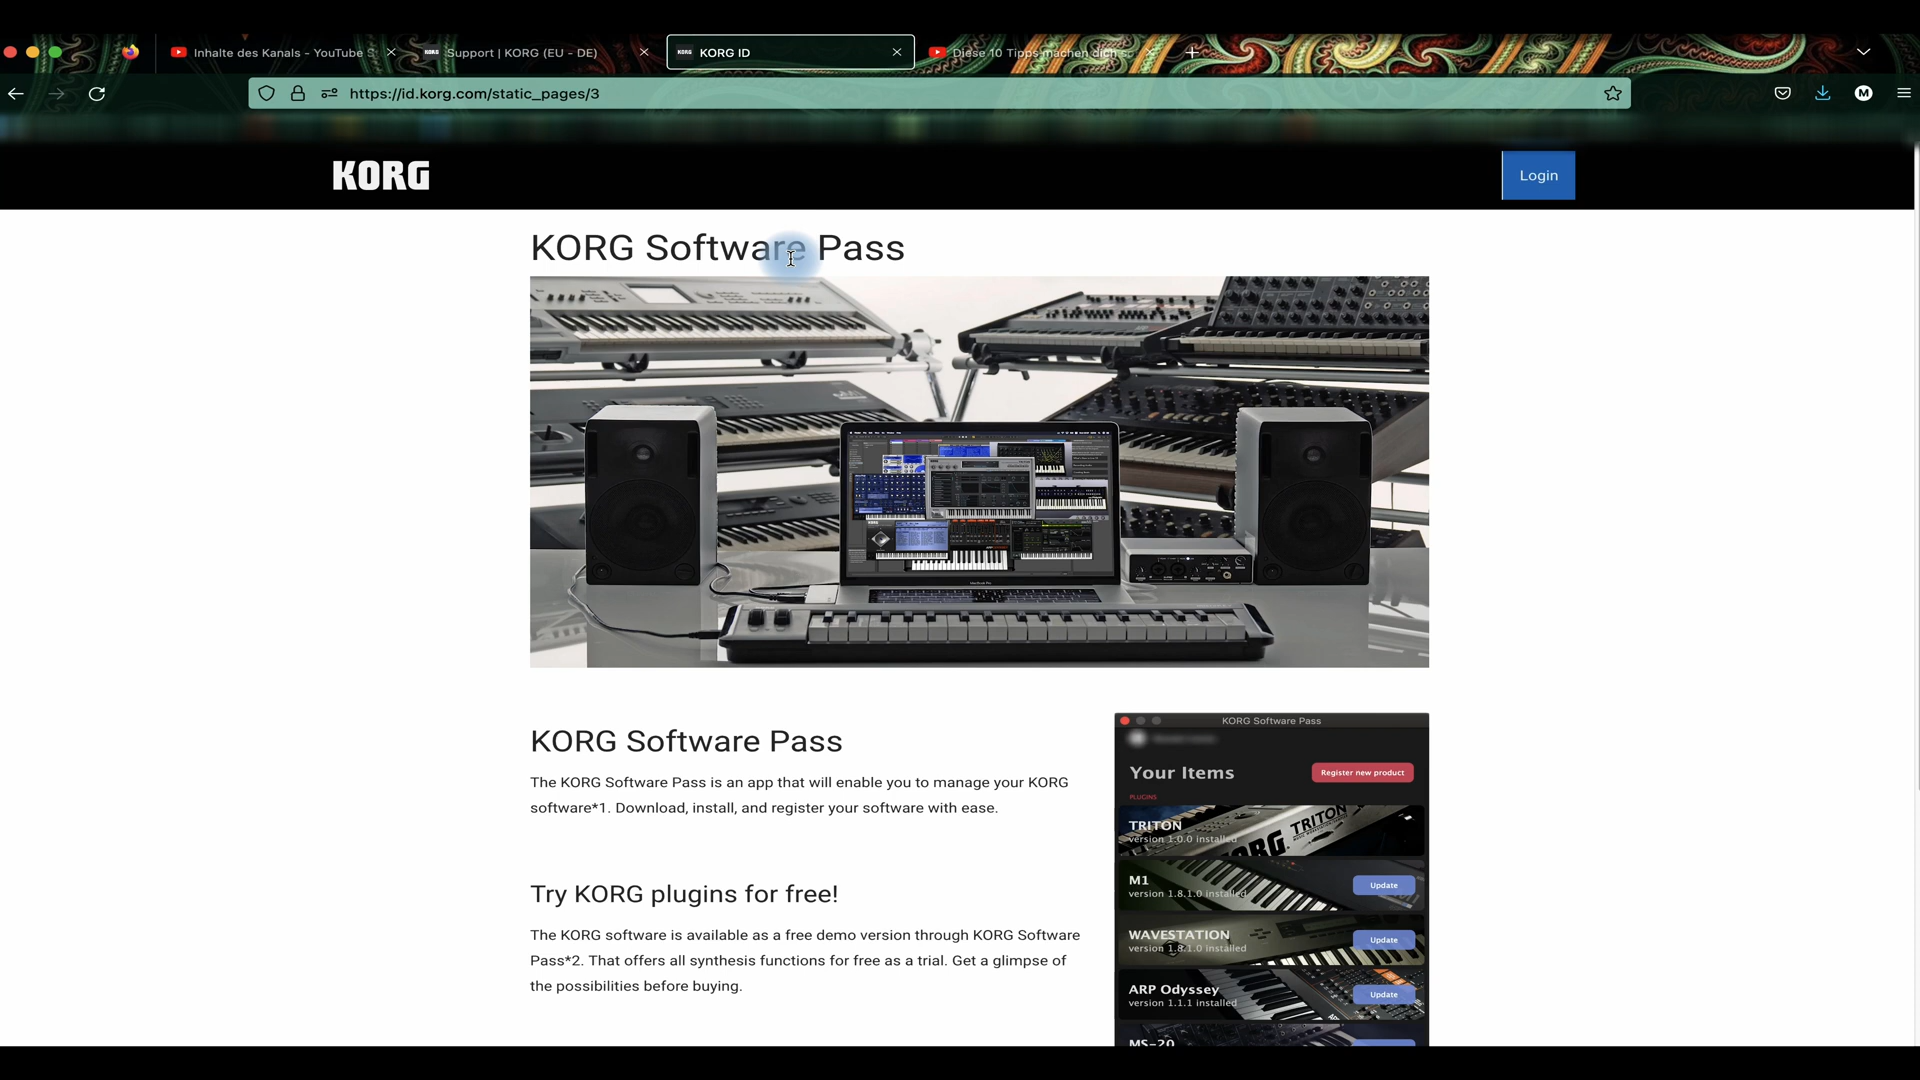 Inhalte des Kanals - YouTube S
KORG Support | KORG (EU - DE)
KORG KORG ID
Diese 10 Tipps machen dich so
https://id.korg.com/static_pages/3
M
KORG
Login
KORG Software Pass
KORG Software Pass
The KORG Software Pass is an app that will enable you to manage your KORG
software*1. Download, install, and register your software with ease.
Try KORG plugins for free!
The KORG software is available as a free demo version through KORG Software
Pass*2. That offers all synthesis functions for free as a trial. Get a glimpse of
the possibilities before buying.
KORG Software Pass
Your Items
Register new product
PLUGINS
TRITON
version 1.0.0 installed
TRITON
KORG
M1
version 1.8.1.0 installed
Update
WAVESTATION
version 1.8.1.0 installed
Update
ARP Odyssey
version 1.1.1 installed
Update
MS-20